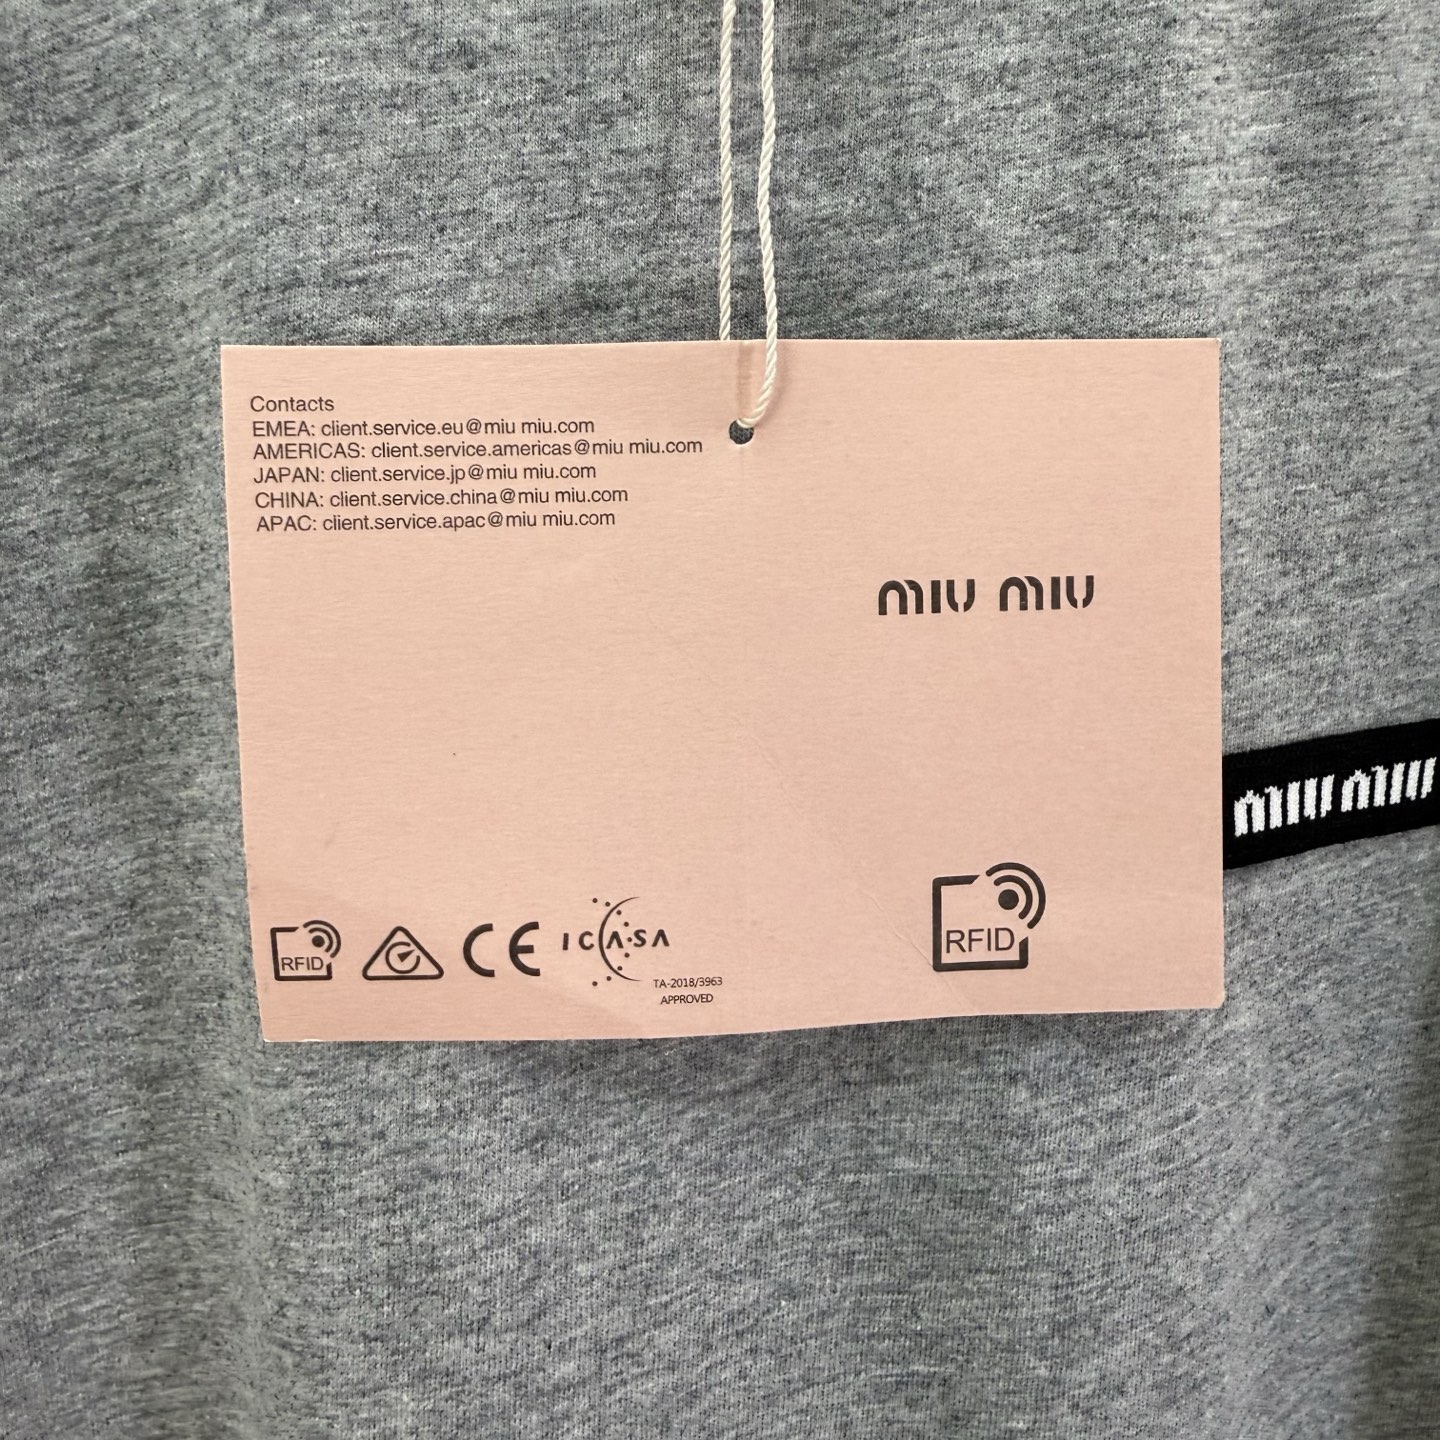 Contacts
EMEA: client.service.eu@miu miu.com
AMERICAS: client.service.americas@miu miu.com
JAPAN: client.service.jp@miu miu.com
CHINA: client.service.china@miu miu.com
APAC: client.service.apac@miu miu.com
miu miu
miu miu
RFID
CE
ICASA
TA-2018/3963
APPROVED
RFID